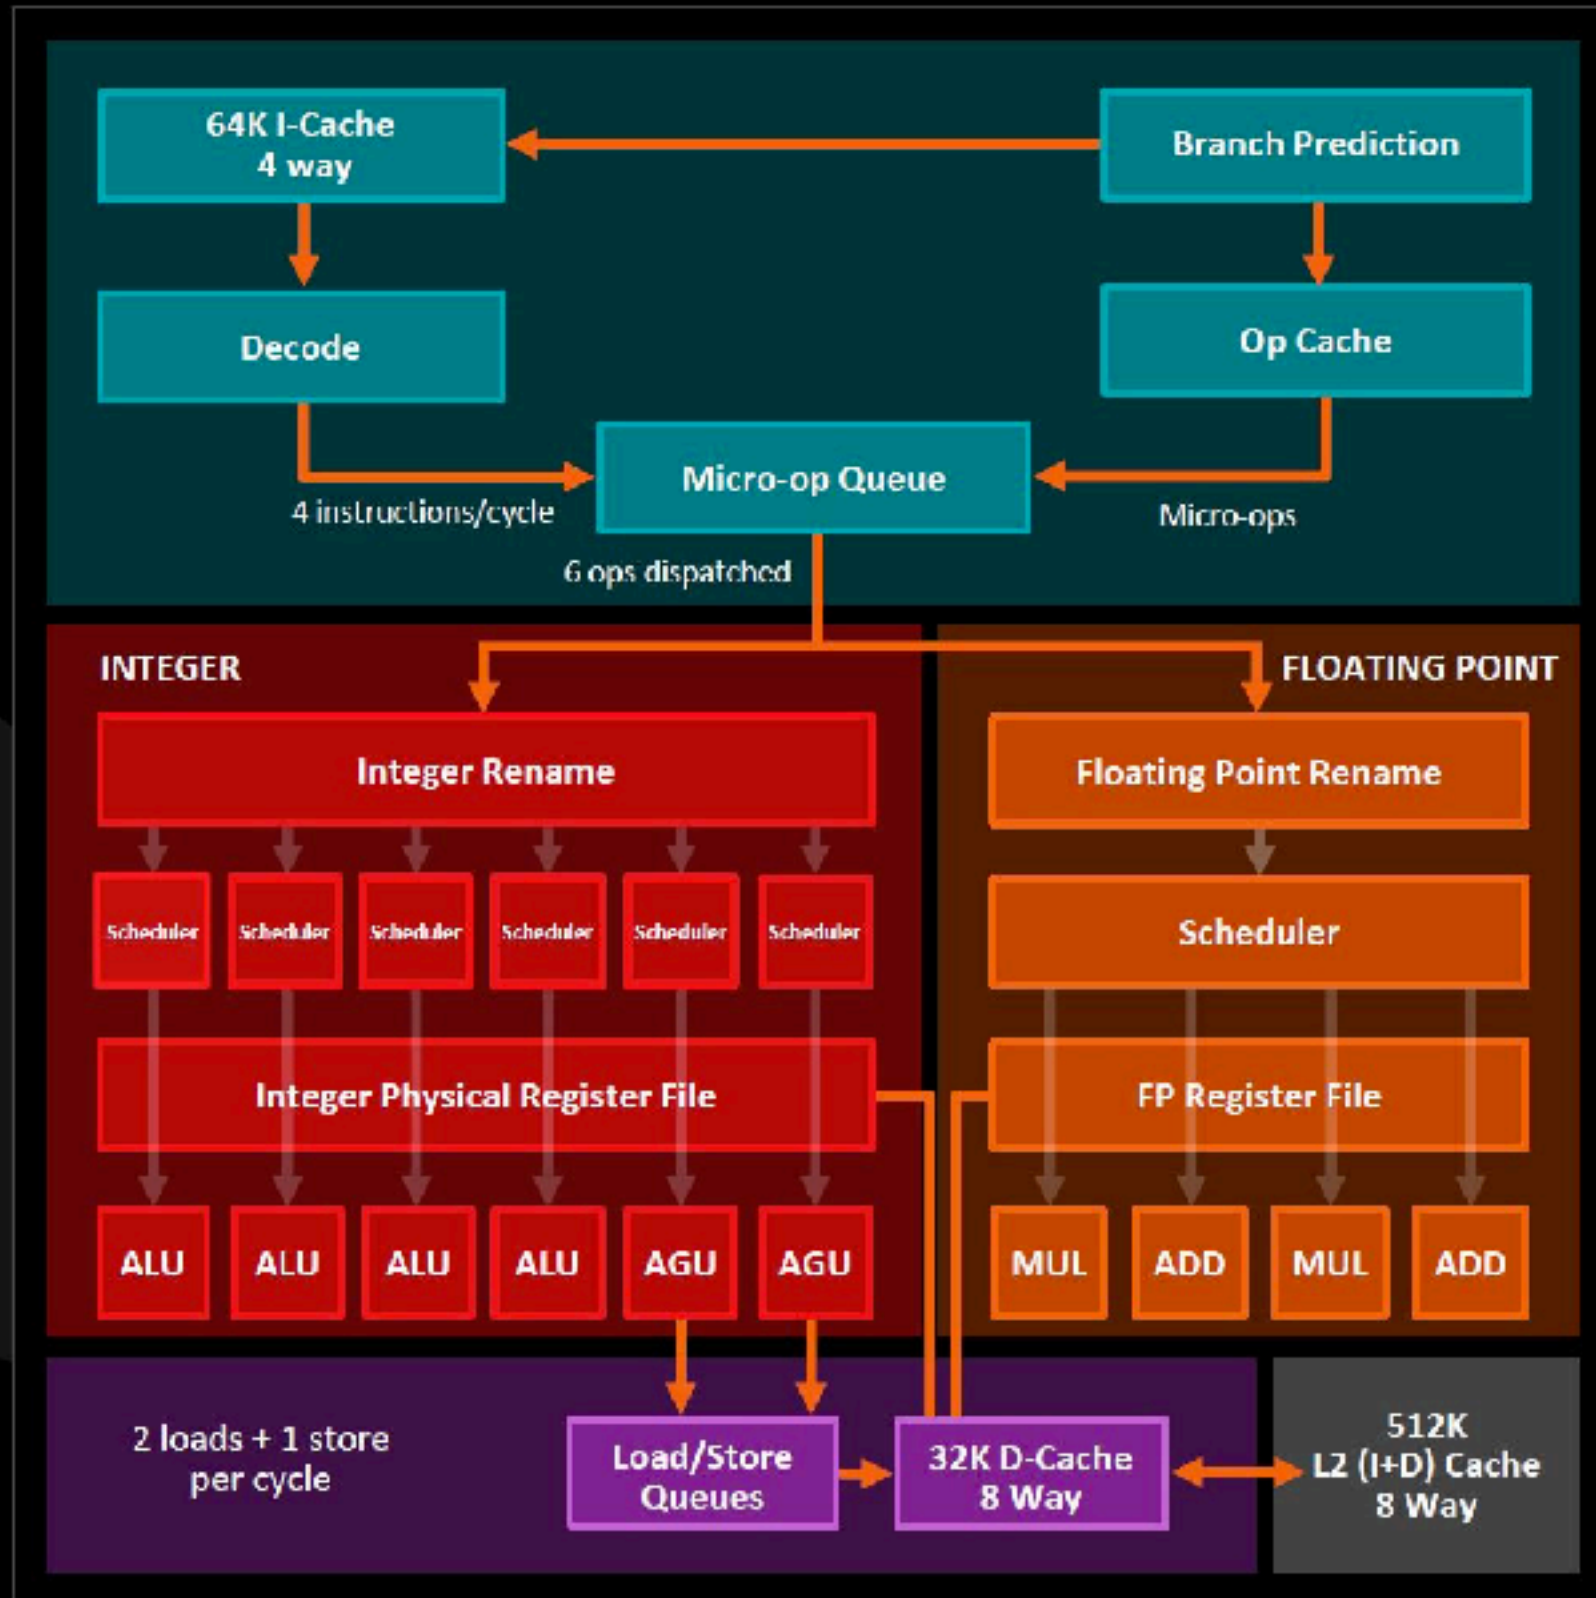 64K I-Cache
4 way
Branch Prediction
Decode
Op Cache
Micro-op Queue
4 instructions/cycle
Micro-ops
6 ops dispatched
INTEGER
FLOATING POINT
Integer Rename
Floating Point Rename
Scheduler
Scheduler
Scheduler
Scheduler
Scheduler
Scheduler
Scheduler
Integer Physical Register File
FP Register File
ALU
ALU
ALU
ALU
AGU
AGU
MUL
ADD
MUL
ADD
2 loads + 1 store
per cycle
Load/Store
Queues
32K D-Cache
8 Way
512K
L2 (I+D) Cache
8 Way